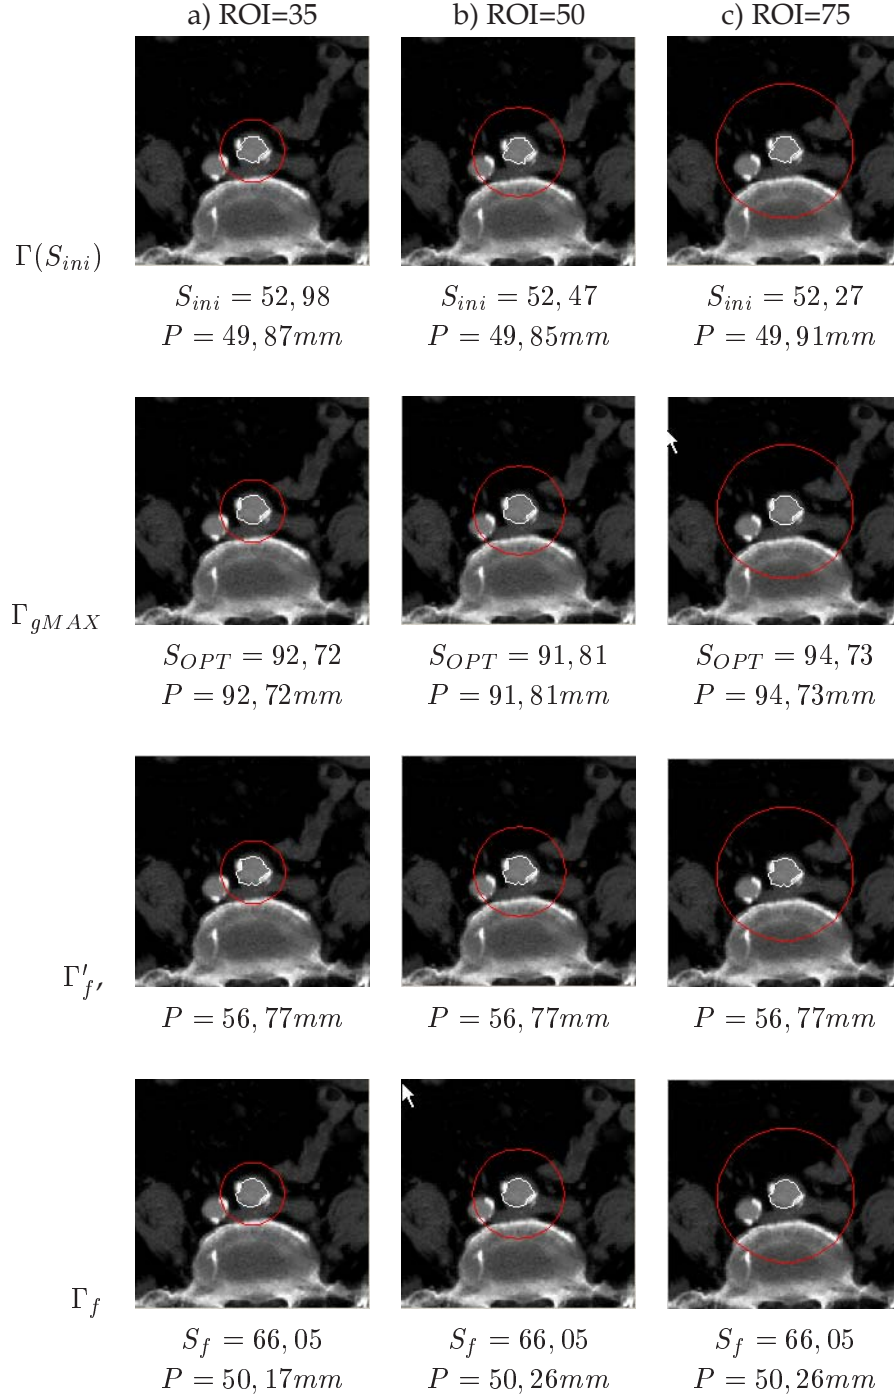 a) ROI=35 b) ROI=50 c) ROI=75
Γ(S_ini)
S_ini = 52, 98 S_ini = 52, 47 S_ini = 52, 27
P = 49, 87mm P = 49, 85mm P = 49, 91mm
Γ_gMAX
S_OPT = 92, 72 S_OPT = 91, 81 S_OPT = 94, 73
P = 92, 72mm P = 91, 81mm P = 94, 73mm
Γ′_f′
P = 56, 77mm P = 56, 77mm P = 56, 77mm
Γ_f
S_f = 66, 05 S_f = 66, 05 S_f = 66, 05
P = 50, 17mm P = 50, 26mm P = 50, 26mm